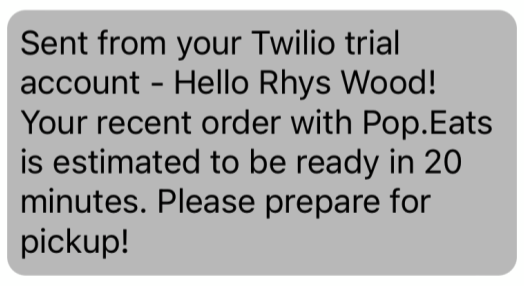 Sent from your Twilio trial
account - Hello Rhys Wood!
Your recent order with Pop.Eats
is estimated to be ready in 20
minutes. Please prepare for
pickup!